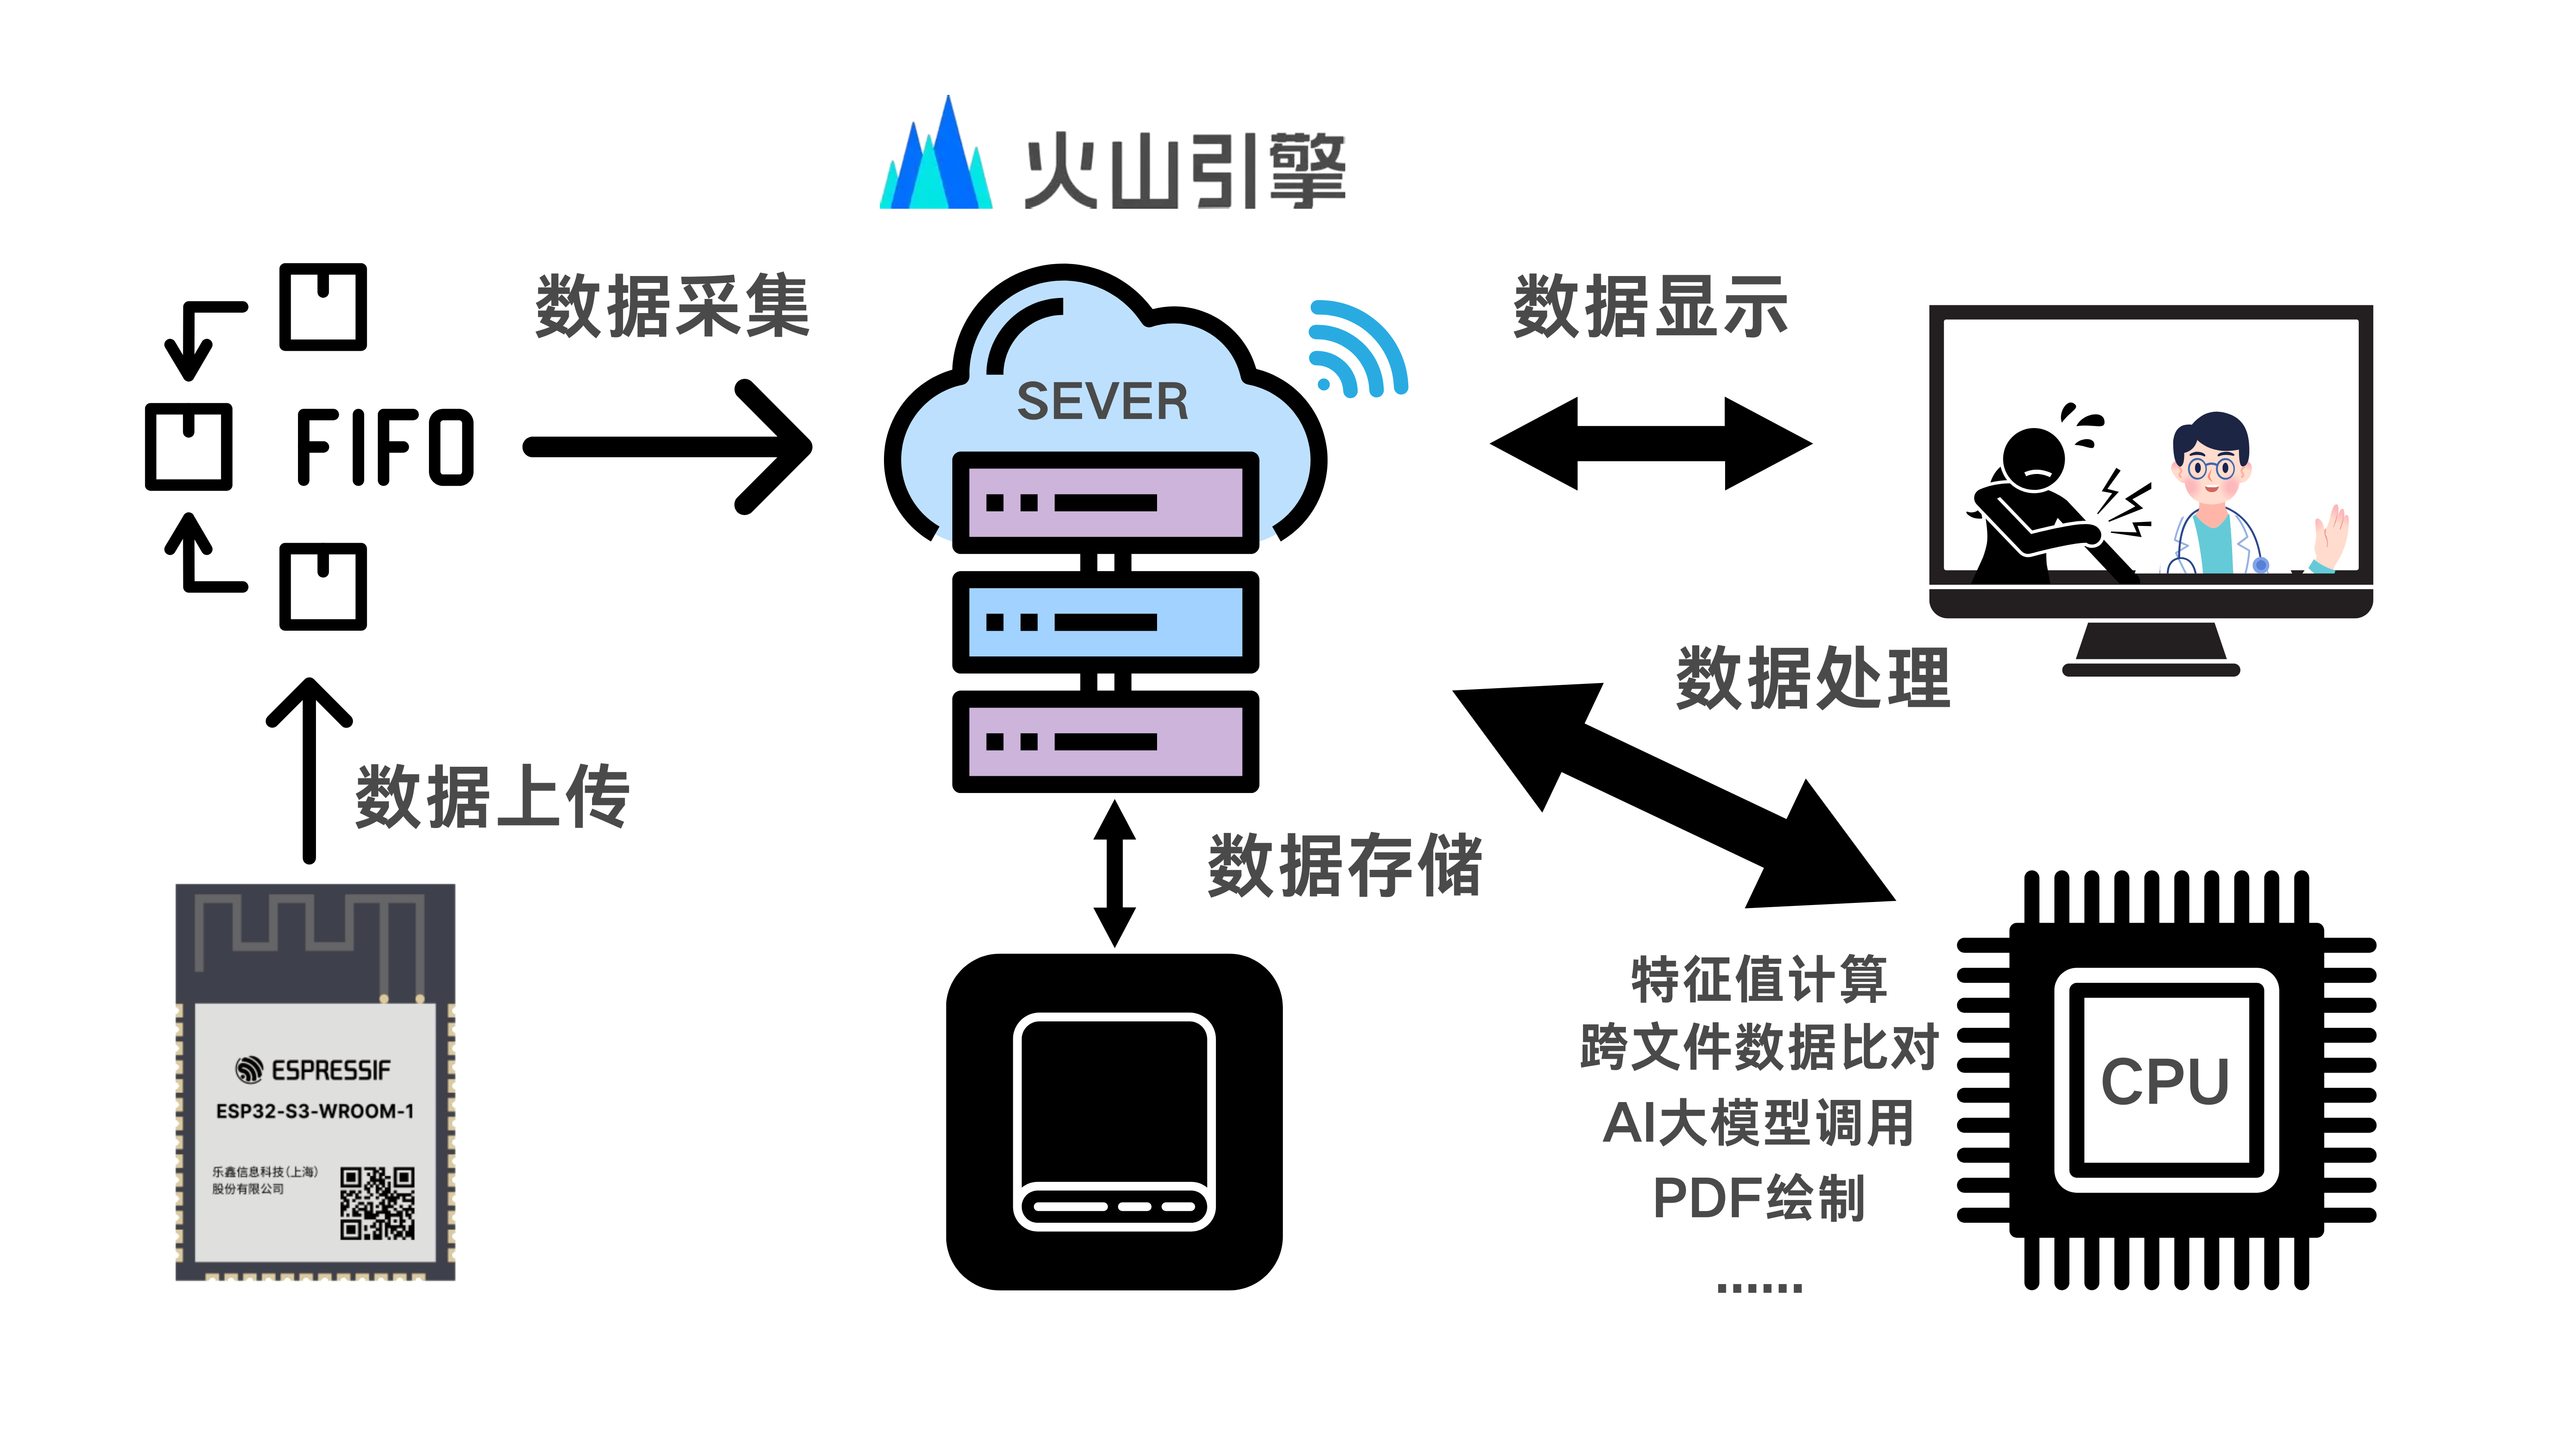 火山引擎
数据采集
数据显示
SEVER
FIFO
数据处理
数据上传
数据存储
特征值计算
跨文件数据比对
AI大模型调用
PDF绘制
......
CPU
ESPRESSIF
ESP32-S3-WROOM-1
乐鑫信息科技(上海)
股份有限公司